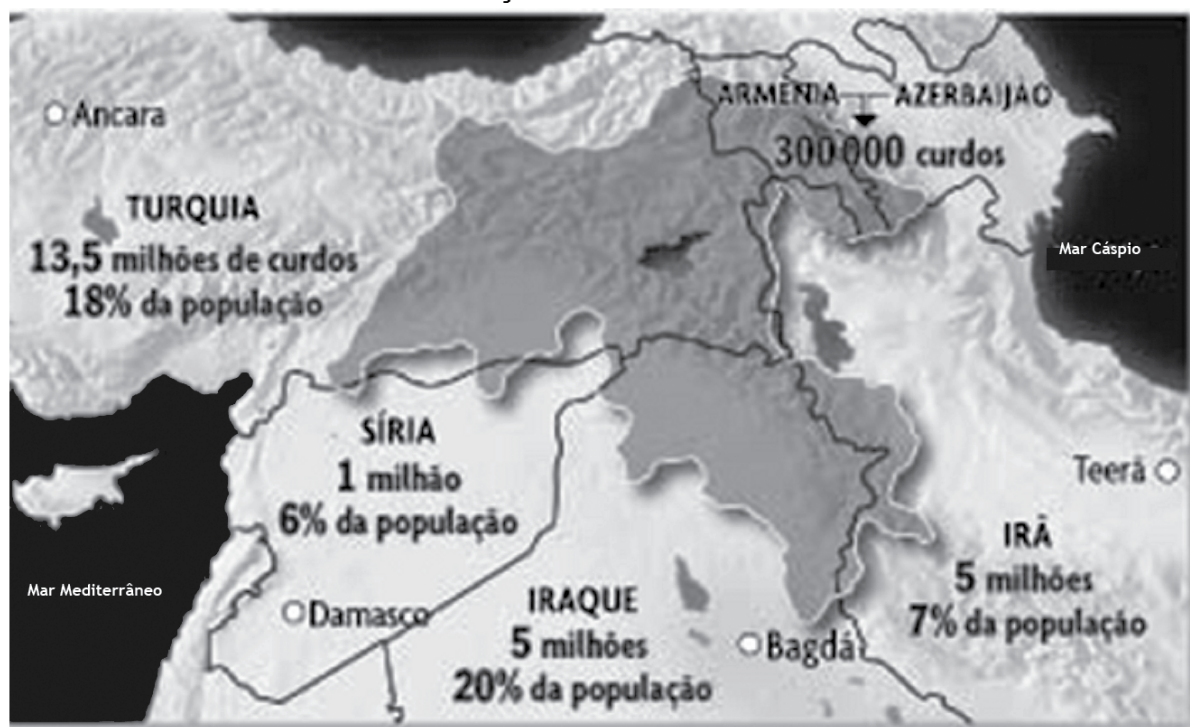 Ancara
ARMÊNIA
AZERBAIJÃO
300 000 curdos
TURQUIA
13,5 milhões de curdos
18% da população
Mar Cáspio
SÍRIA
1 milhão
6% da população
Teerã
IRÃ
5 milhões
7% da população
Mar Mediterrâneo
Damasco
IRAQUE
5 milhões
20% da população
Bagdá